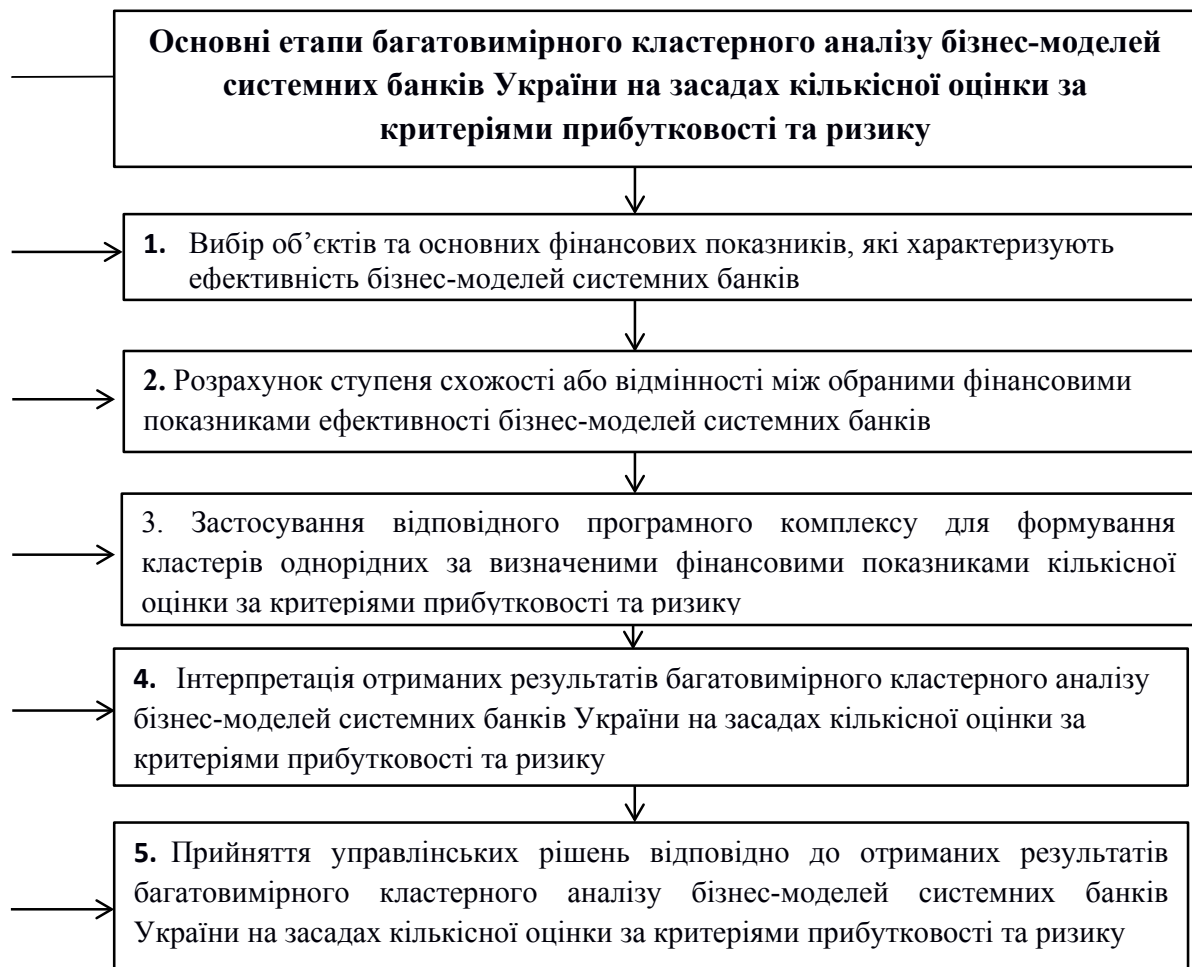 Основні етапи багатовимірного кластерного аналізу бізнес-моделей
системних банків України на засадах кількісної оцінки за
критеріями прибутковості та ризику
1. Вибір об’єктів та основних фінансових показників, які характеризують
ефективність бізнес-моделей системних банків
2. Розрахунок ступеня схожості або відмінності між обраними фінансовими
показниками ефективності бізнес-моделей системних банків
3. Застосування відповідного програмного комплексу для формування
кластерів однорідних за визначеними фінансовими показниками кількісної
оцінки за критеріями прибутковості та ризику
4. Інтерпретація отриманих результатів багатовимірного кластерного аналізу
бізнес-моделей системних банків України на засадах кількісної оцінки за
критеріями прибутковості та ризику
5. Прийняття управлінських рішень відповідно до отриманих результатів
багатовимірного кластерного аналізу бізнес-моделей системних банків
України на засадах кількісної оцінки за критеріями прибутковості та ризику